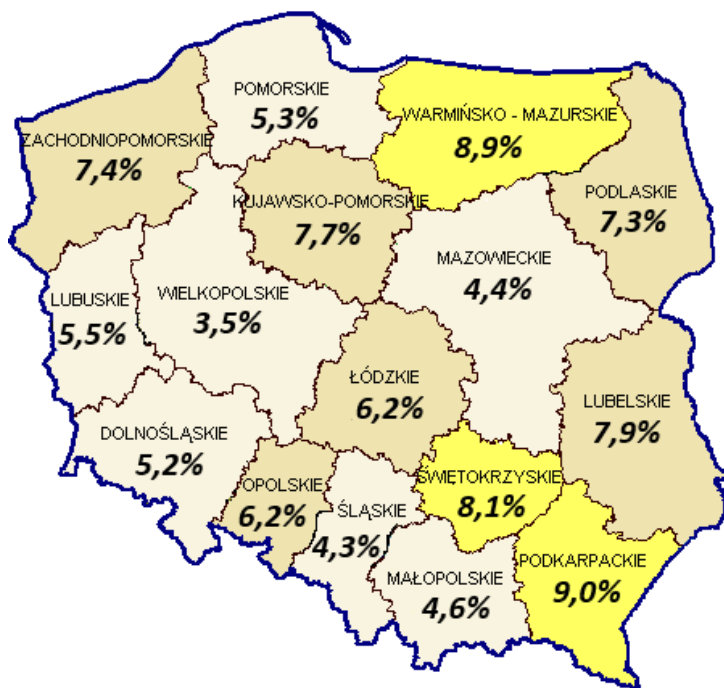 POMORSKIE
5,3%
WARMIŃSKO - MAZURSKIE
8,9%
ZACHODNIOPOMORSKIE
7,4%
KUJAWSKO-POMORSKIE
7,7%
PODLASKIE
7,3%
MAZOWIECKIE
4,4%
LUBUSKIE
5,5%
WIELKOPOLSKIE
3,5%
ŁÓDZKIE
6,2%
LUBELSKIE
7,9%
DOLNOŚLĄSKIE
5,2%
OPOLSKIE
6,2%
ŚLĄSKIE
4,3%
ŚWIĘTOKRZYSKIE
8,1%
MAŁOPOLSKIE
4,6%
PODKARPACKIE
9,0%